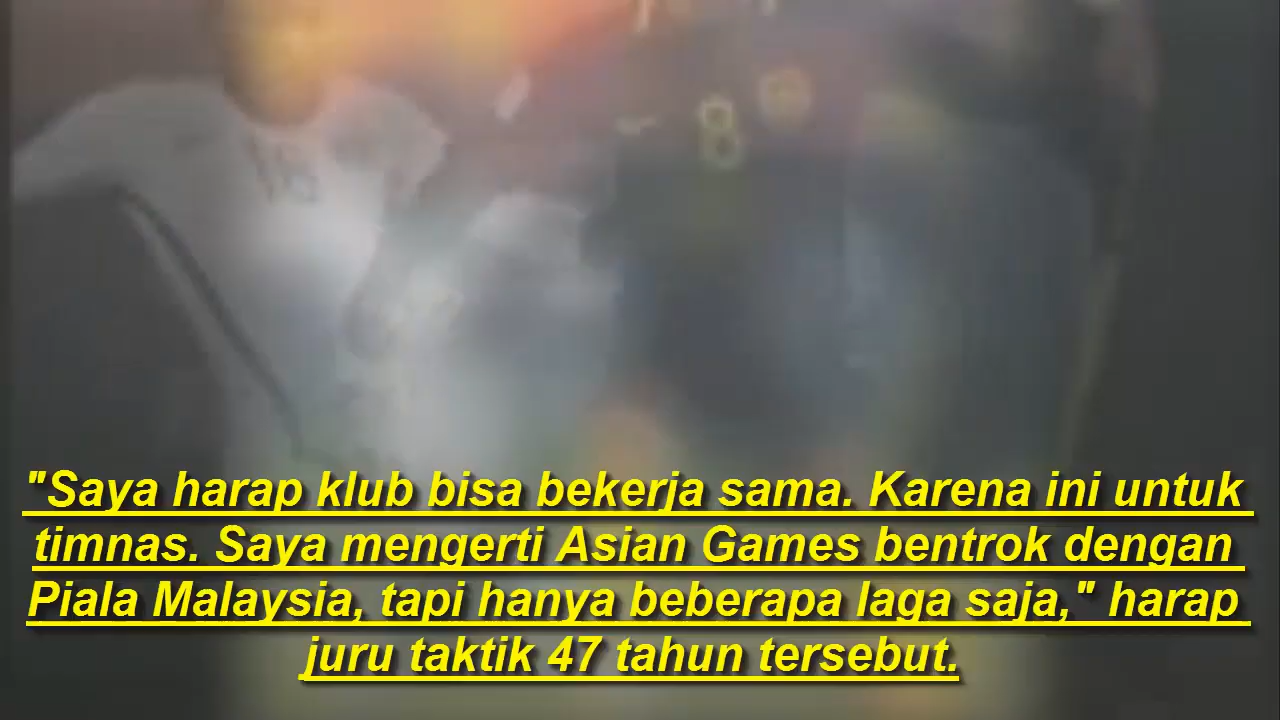 "Saya harap klub bisa bekerja sama. Karena ini untuk
timnas. Saya mengerti Asian Games bentrok dengan
Piala Malaysia, tapi hanya beberapa laga saja," harap
juru taktik 47 tahun tersebut.
8